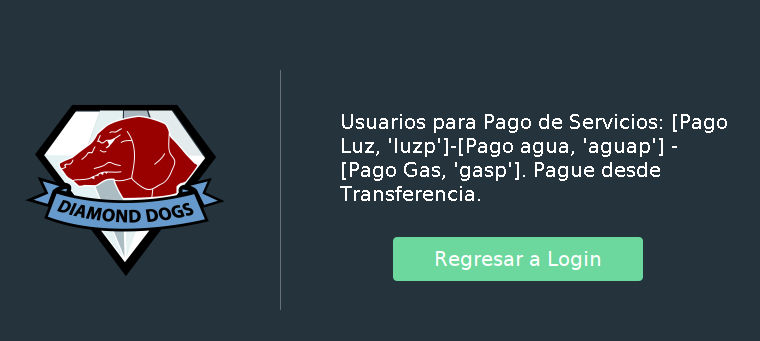 DIAMOND DOGS
Usuarios para Pago de Servicios: [Pago
Luz, 'luzp']-[Pago agua, 'aguap'] -
[Pago Gas, 'gasp']. Pague desde
Transferencia.
Regresar a Login